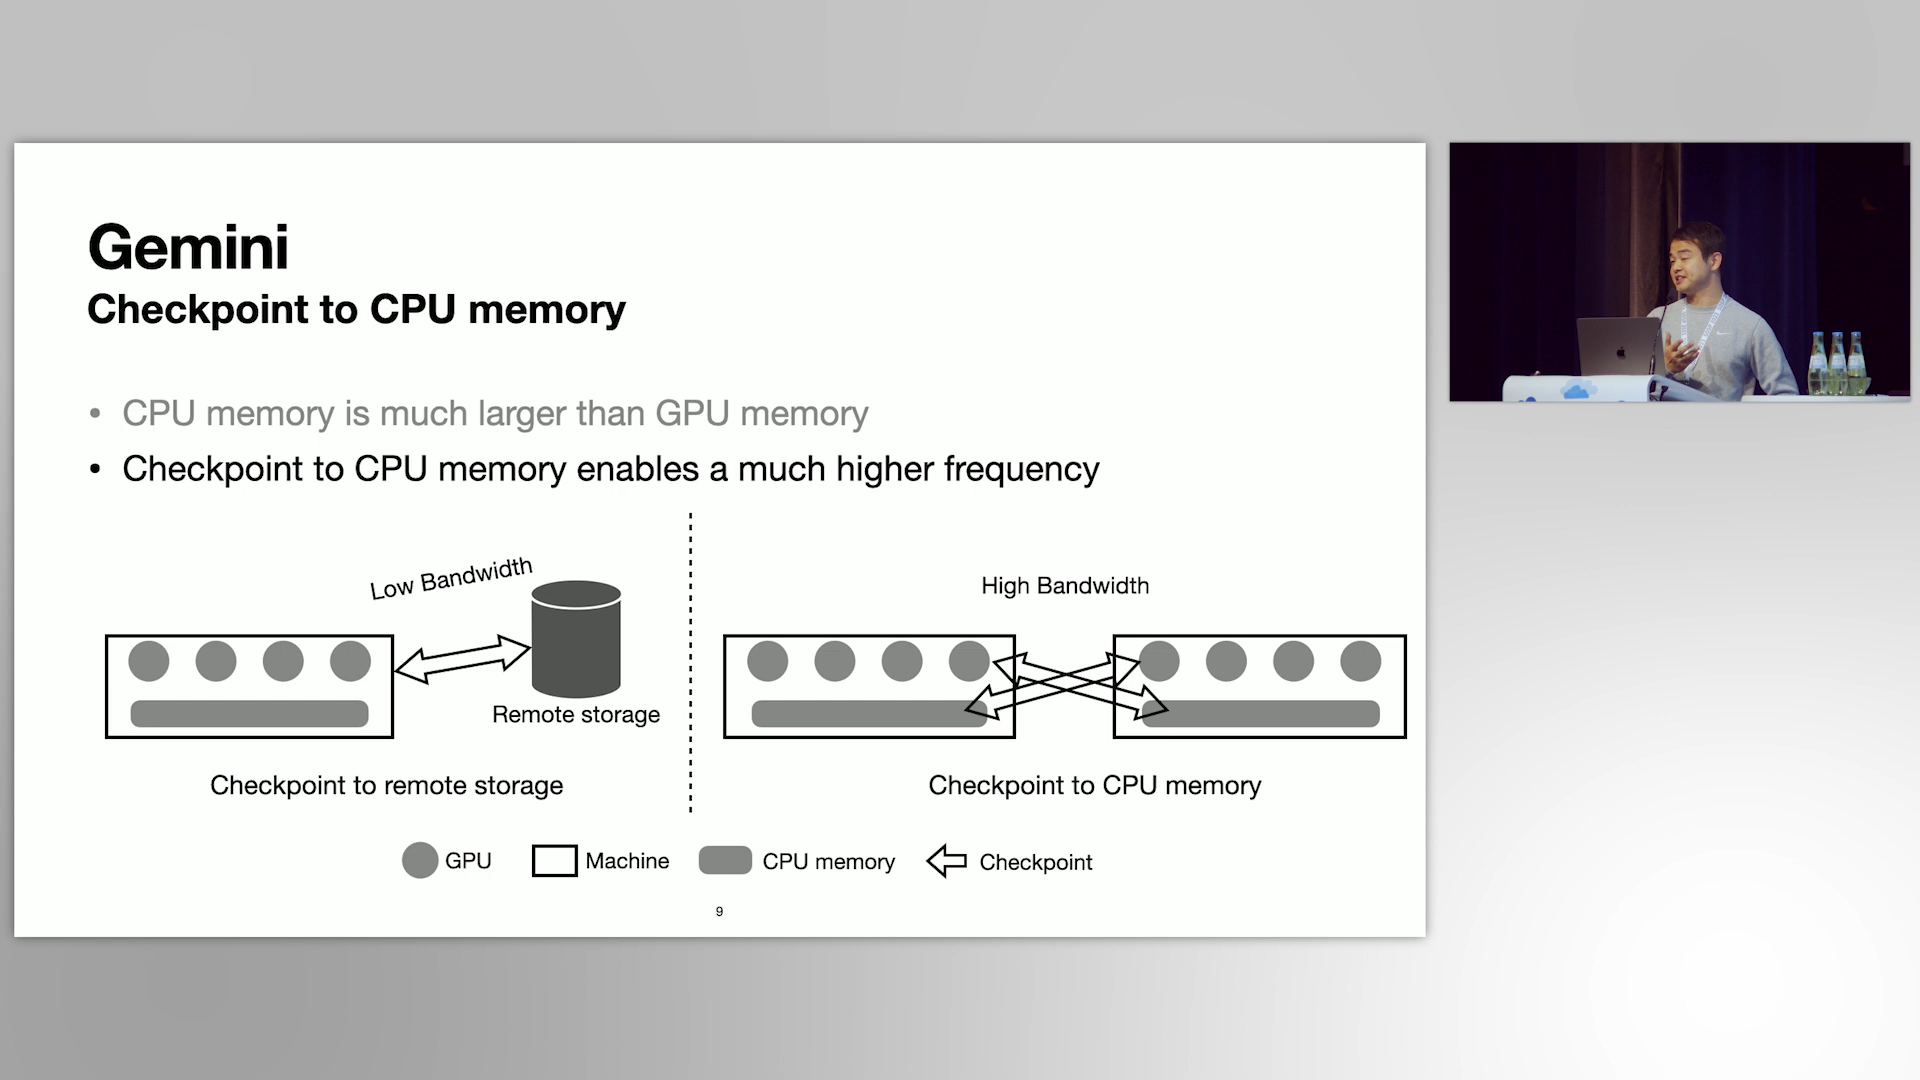 Gemini
Checkpoint to CPU memory
• CPU memory is much larger than GPU memory
• Checkpoint to CPU memory enables a much higher frequency
Low Bandwidth
Remote storage
Checkpoint to remote storage
High Bandwidth
Checkpoint to CPU memory
GPU
Machine
CPU memory
Checkpoint
9